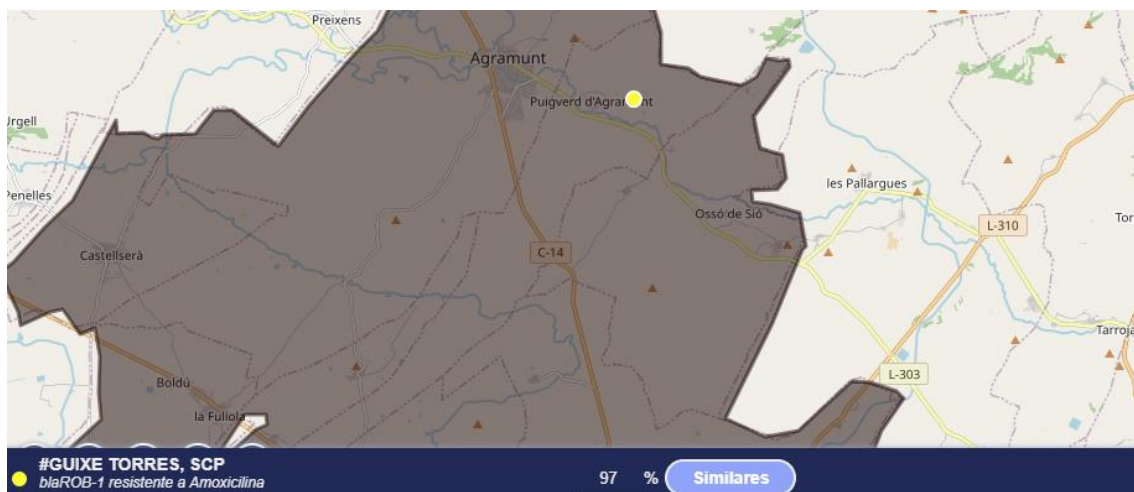 Preixens
Agramunt
Urgell
Puigverd d'Agramunt
Penelles
les Pallargues
Ossó de Sió
L-310
Castellserà
C-14
Tarroja
L-303
Boldú
la Fuliola
#GUIXE TORRES, SCP
blaROB-1 resistente a Amoxicilina
97 % Similares